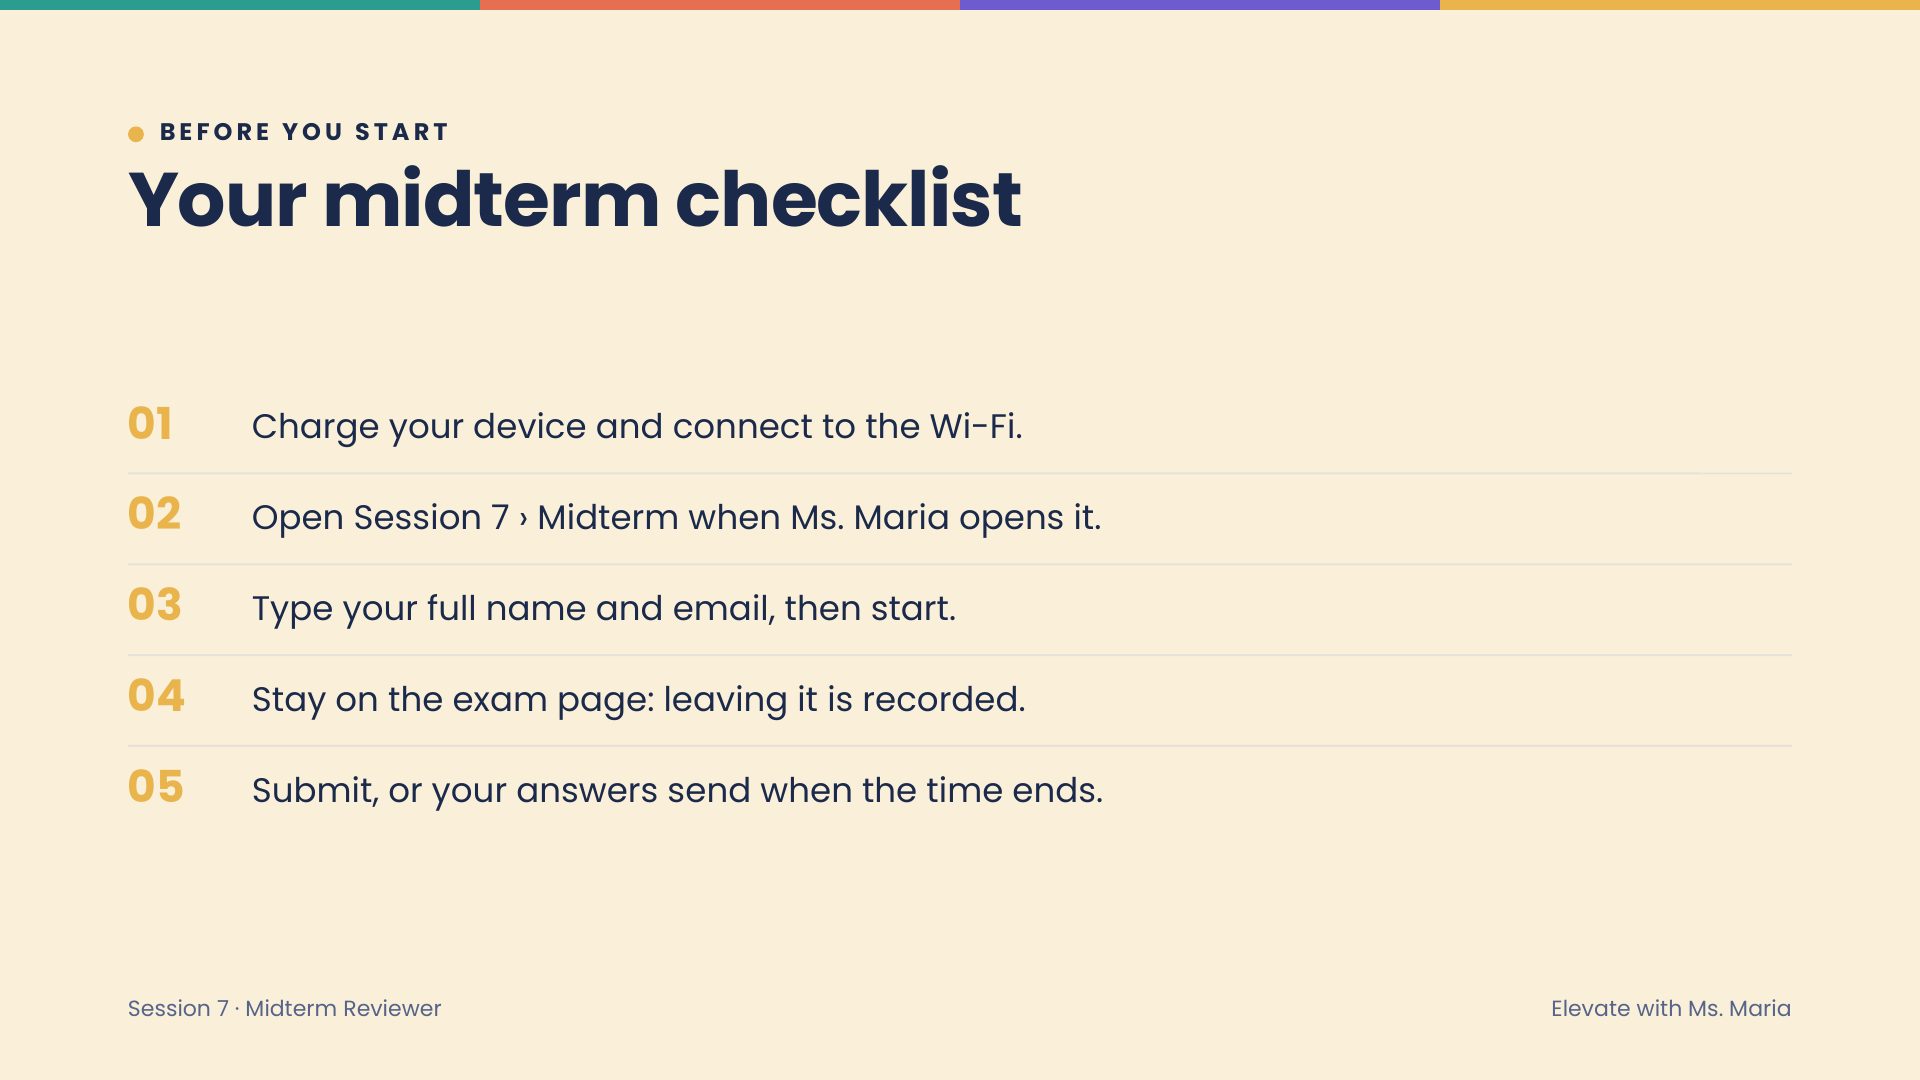 BEFORE YOU START
Your midterm checklist
01 Charge your device and connect to the Wi-Fi.
02 Open Session 7 › Midterm when Ms. Maria opens it.
03 Type your full name and email, then start.
04 Stay on the exam page: leaving it is recorded.
05 Submit, or your answers send when the time ends.
Session 7 · Midterm Reviewer
Elevate with Ms. Maria